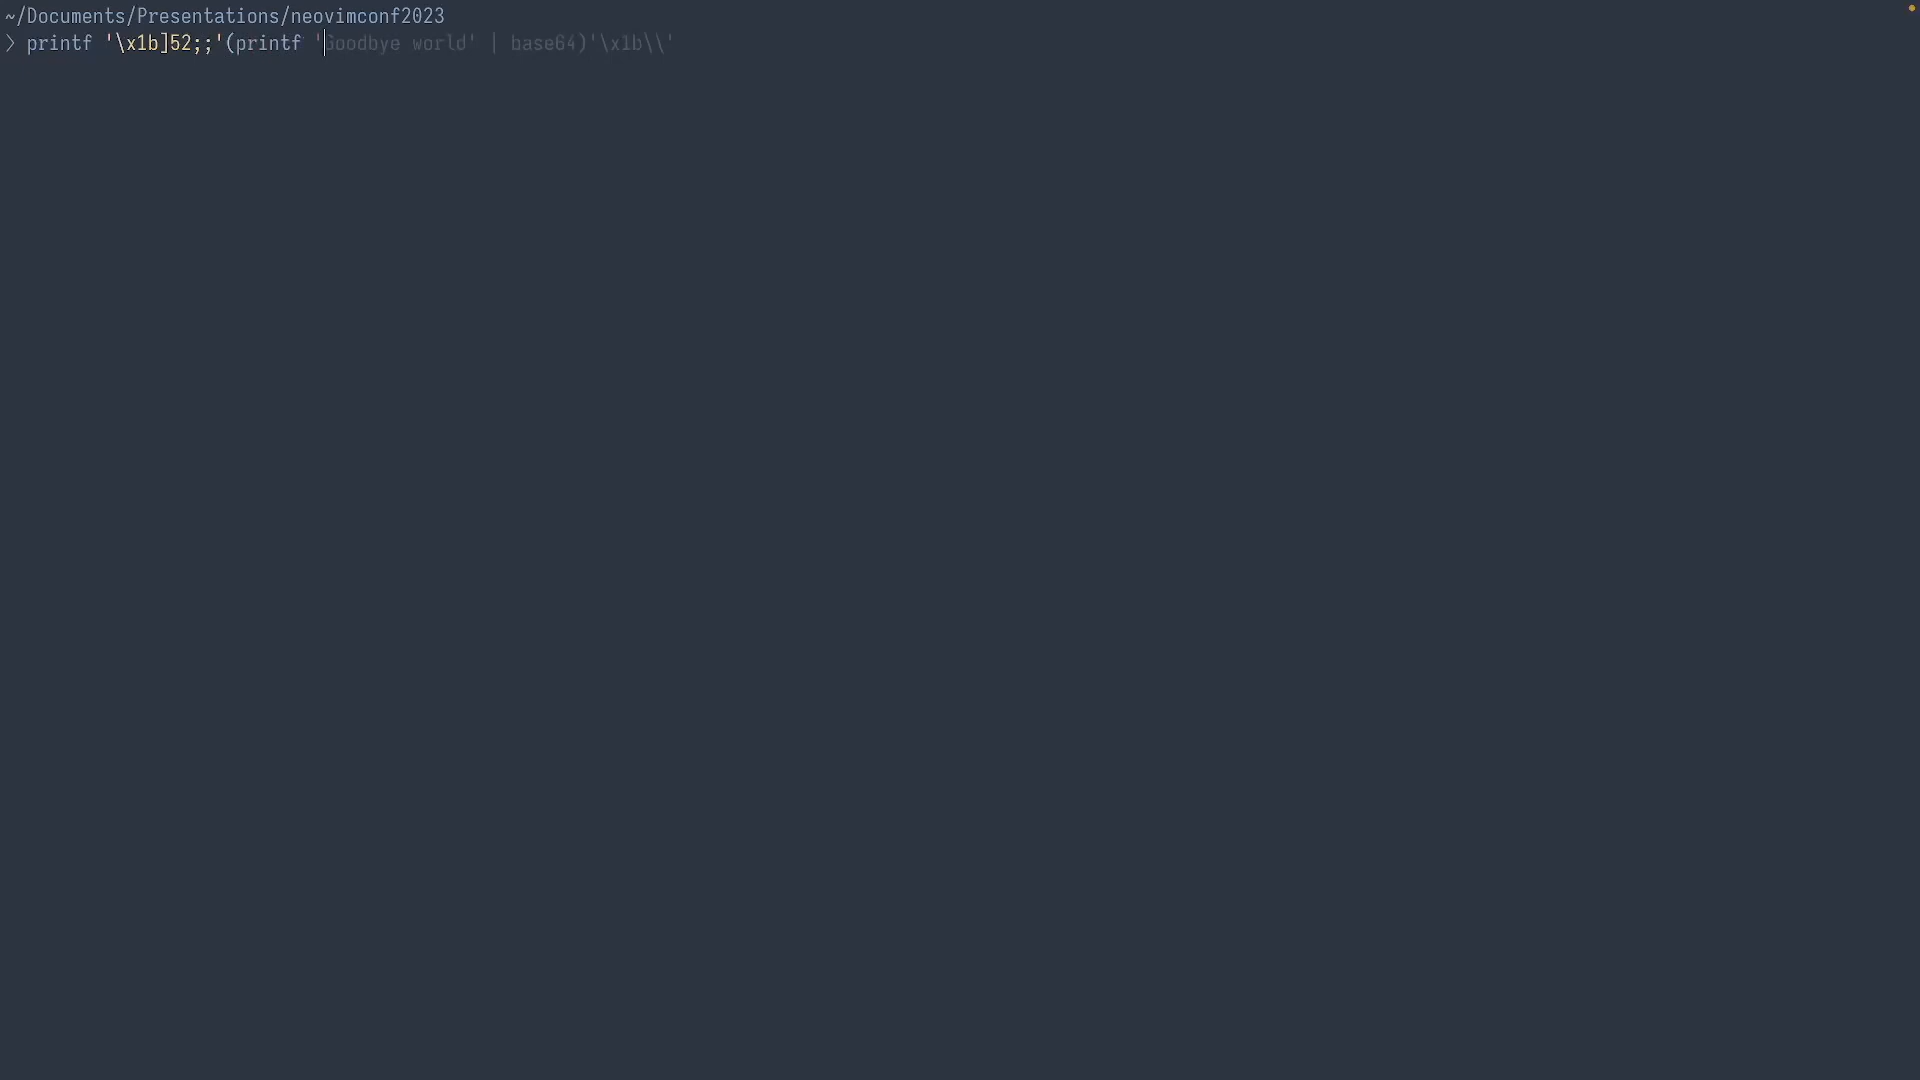 ~/Documents/Presentations/neovimconf2023
> printf '\x1b]52;;'(printf 'Goodbye world' | base64)'\x1b\\'